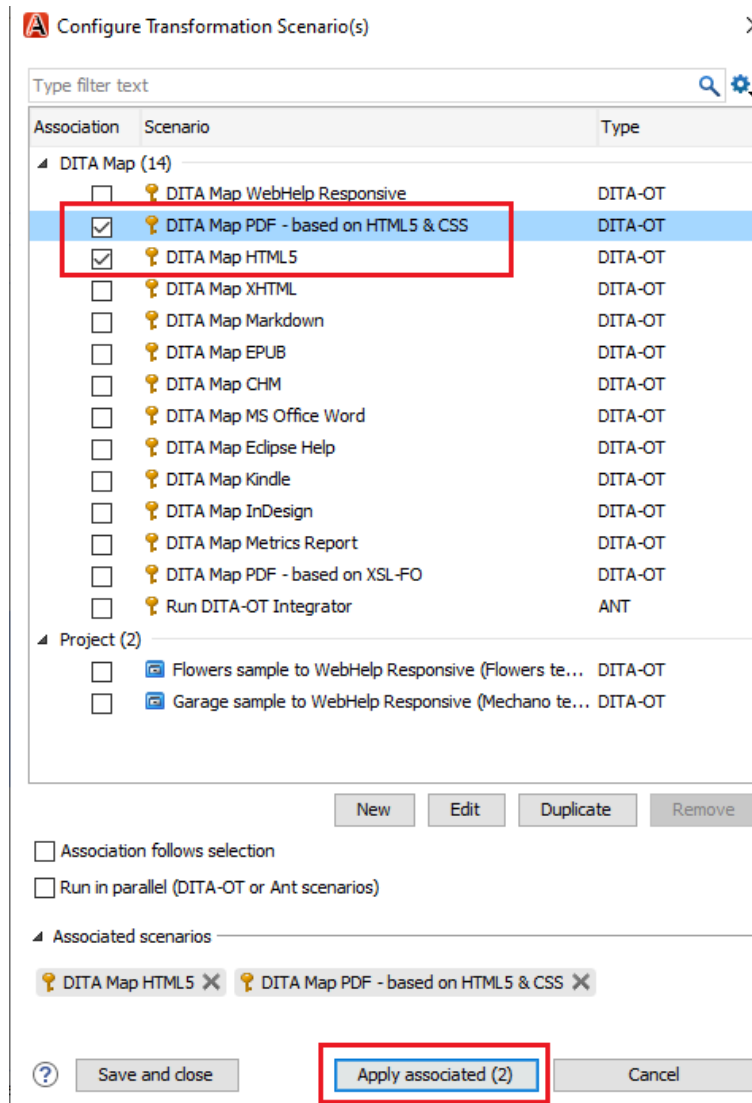 Configure Transformation Scenario(s)
Type filter text
Association Scenario Type
DITA Map (14)
DITA Map WebHelp Responsive DITA-OT
DITA Map PDF - based on HTML5 & CSS DITA-OT
DITA Map HTML5 DITA-OT
DITA Map XHTML DITA-OT
DITA Map Markdown DITA-OT
DITA Map EPUB DITA-OT
DITA Map CHM DITA-OT
DITA Map MS Office Word DITA-OT
DITA Map Eclipse Help DITA-OT
DITA Map Kindle DITA-OT
DITA Map InDesign DITA-OT
DITA Map Metrics Report DITA-OT
DITA Map PDF - based on XSL-FO DITA-OT
Run DITA-OT Integrator ANT
Project (2)
Flowers sample to WebHelp Responsive (Flowers te... DITA-OT
Garage sample to WebHelp Responsive (Mechano te... DITA-OT
New Edit Duplicate Remove
Association follows selection
Run in parallel (DITA-OT or Ant scenarios)
Associated scenarios
DITA Map HTML5 DITA Map PDF - based on HTML5 & CSS
? Save and close Apply associated (2) Cancel